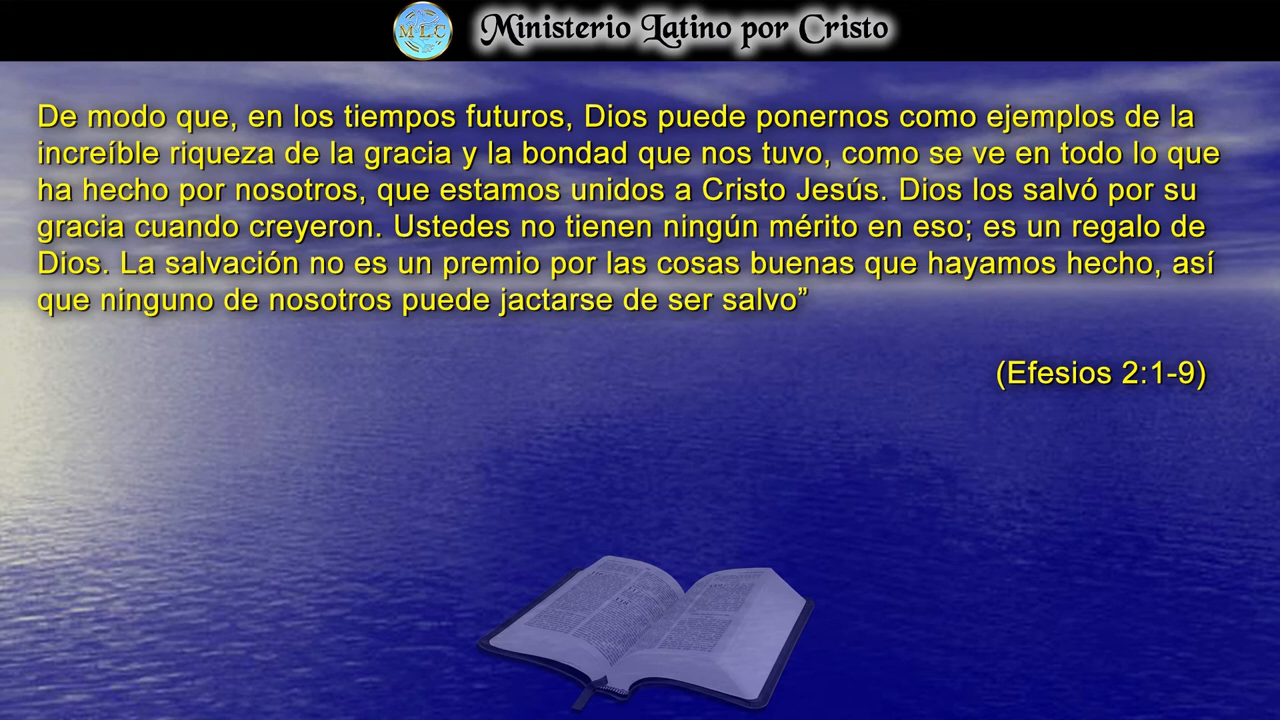 MLC Ministerio Latino por Cristo
De modo que, en los tiempos futuros, Dios puede ponernos como ejemplos de la
increíble riqueza de la gracia y la bondad que nos tuvo, como se ve en todo lo que
ha hecho por nosotros, que estamos unidos a Cristo Jesús. Dios los salvó por su
gracia cuando creyeron. Ustedes no tienen ningún mérito en eso; es un regalo de
Dios. La salvación no es un premio por las cosas buenas que hayamos hecho, así
que ninguno de nosotros puede jactarse de ser salvo”
(Efesios 2:1-9)